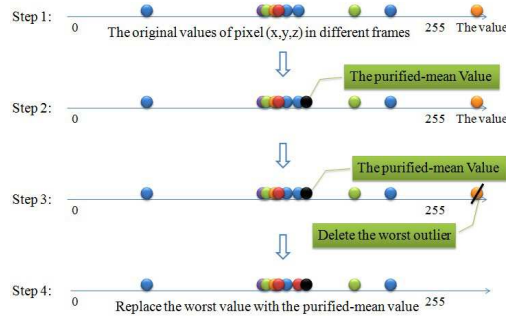 Step 1:
0
255
The value
The original values of pixel (x,y,z) in different frames
The purified-mean Value
Step 2:
0
255
The value
The purified-mean Value
Step 3:
0
255
Delete the worst outlier
Step 4:
0
255
Replace the worst value with the purified-mean value